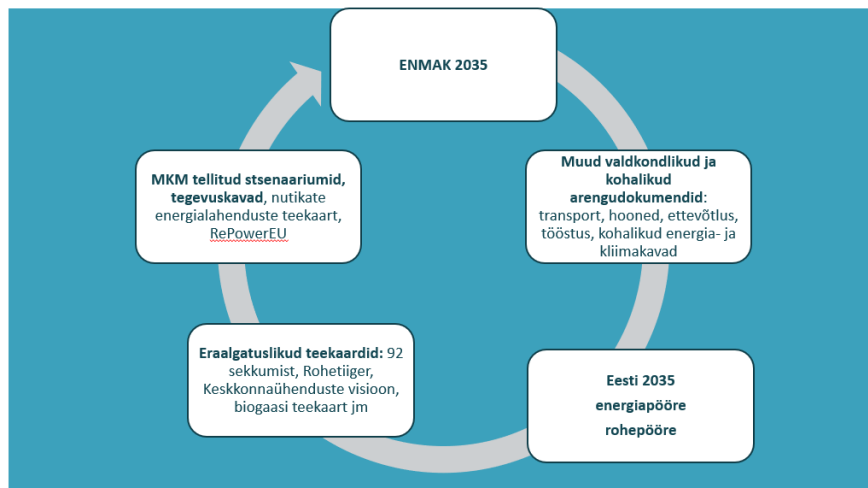 ENMAK 2035
Muud valdkondlikud ja
kohalikud
arengudokumendid:
transport, hooned, ettevõtlus,
tööstus, kohalikud energia- ja
kliimakavad
Eesti 2035
energiapööre
rohepööre
Eraalgatuslikud teekaardid: 92
sekkumist, Rohetiiger,
Keskkonnaühenduste visioon,
biogaasi teekaart jm
MKM tellitud stsenaariumid,
tegevuskavad, nutikate
energialahenduste teekaart,
RePowerEU